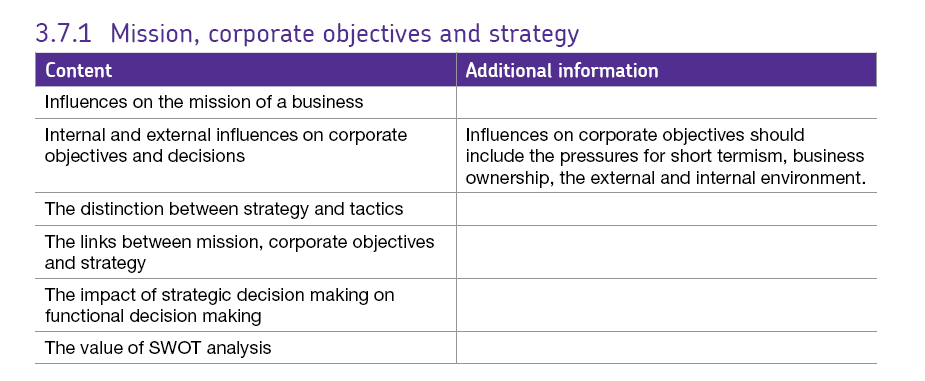 3.7.1 Mission, corporate objectives and strategy
Content
Additional information
Influences on the mission of a business
Internal and external influences on corporate
objectives and decisions
Influences on corporate objectives should
include the pressures for short termism, business
ownership, the external and internal environment.
The distinction between strategy and tactics
The links between mission, corporate objectives
and strategy
The impact of strategic decision making on
functional decision making
The value of SWOT analysis